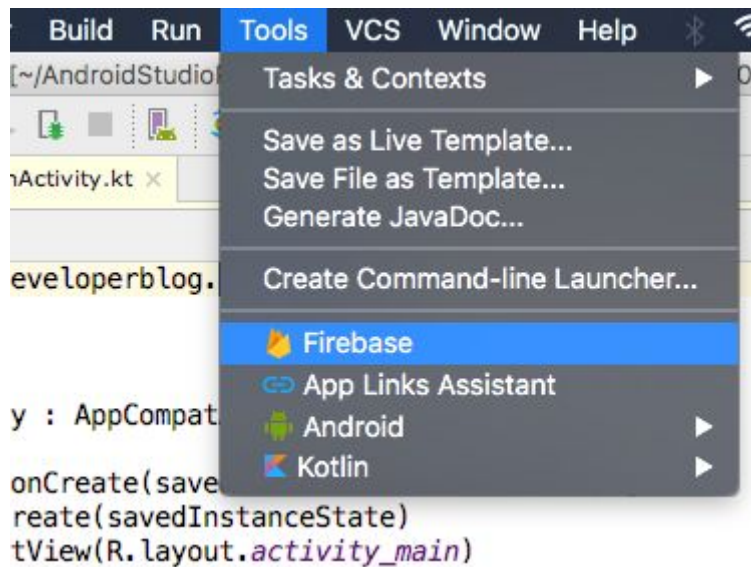 Build Run Tools VCS Window Help
[~/AndroidStudio
Tasks & Contexts
Save as Live Template...
Activity.kt
Save File as Template...
Generate JavaDoc...
eveloperblog.
Create Command-line Launcher...
Firebase
App Links Assistant
y : AppCompat
Android
Kotlin
onCreate(save
reate(savedInstanceState)
tView(R.layout.activity_main)